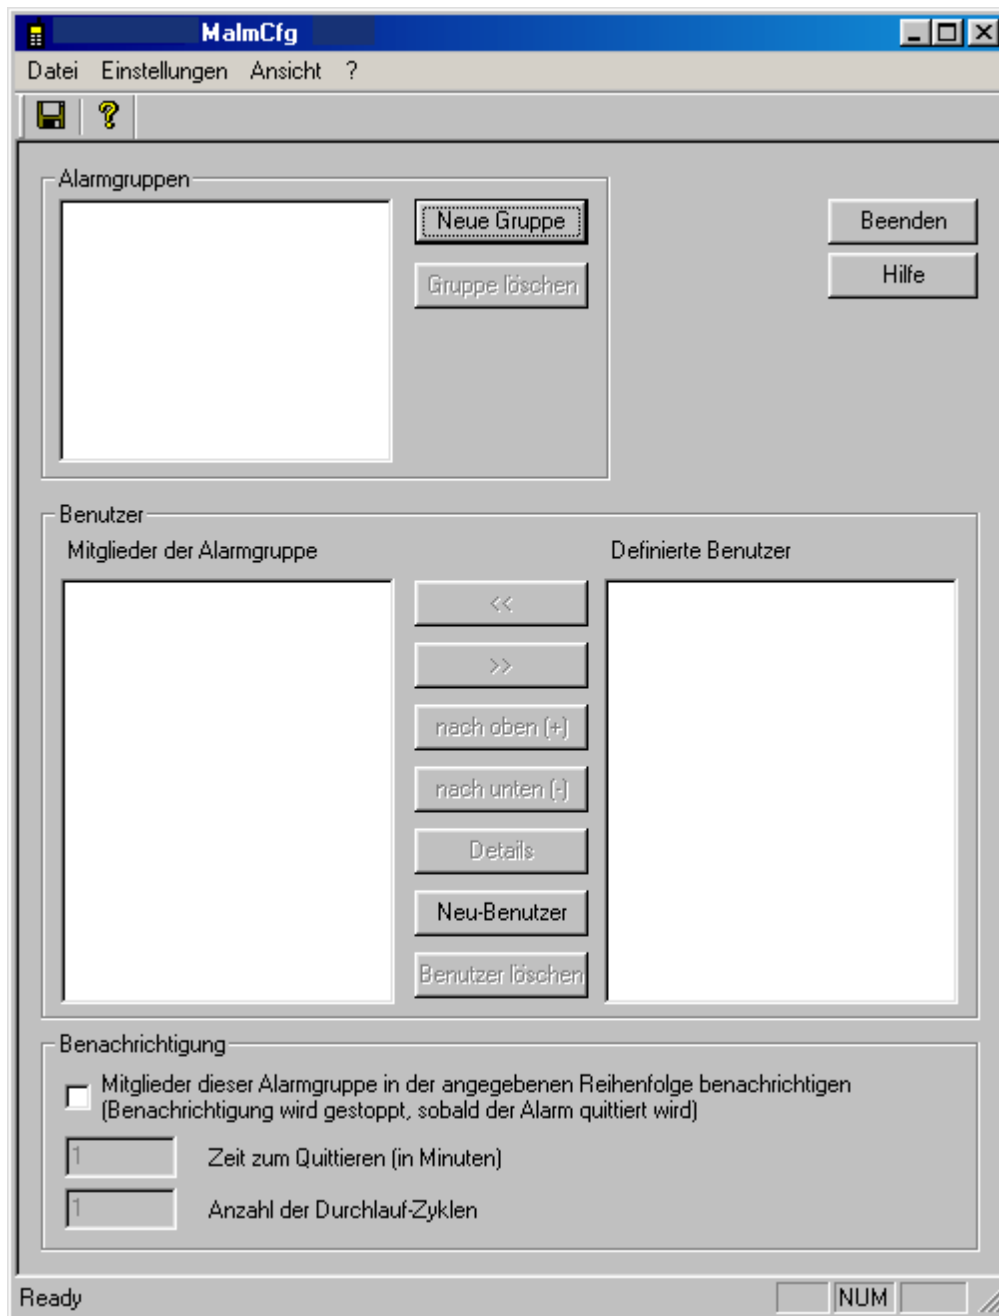 MalmCfg
Datei Einstellungen Ansicht ?
Alarmgruppen
Neue Gruppe
Gruppe löschen
Beenden
Hilfe
Benutzer
Mitglieder der Alarmgruppe
Definierte Benutzer
<<
>>
nach oben (+)
nach unten (-)
Details
Neu-Benutzer
Benutzer löschen
Benachrichtigung
Mitglieder dieser Alarmgruppe in der angegebenen Reihenfolge benachrichtigen
(Benachrichtigung wird gestoppt, sobald der Alarm quittiert wird)
1 Zeit zum Quittieren (in Minuten)
1 Anzahl der Durchlauf-Zyklen
Ready NUM